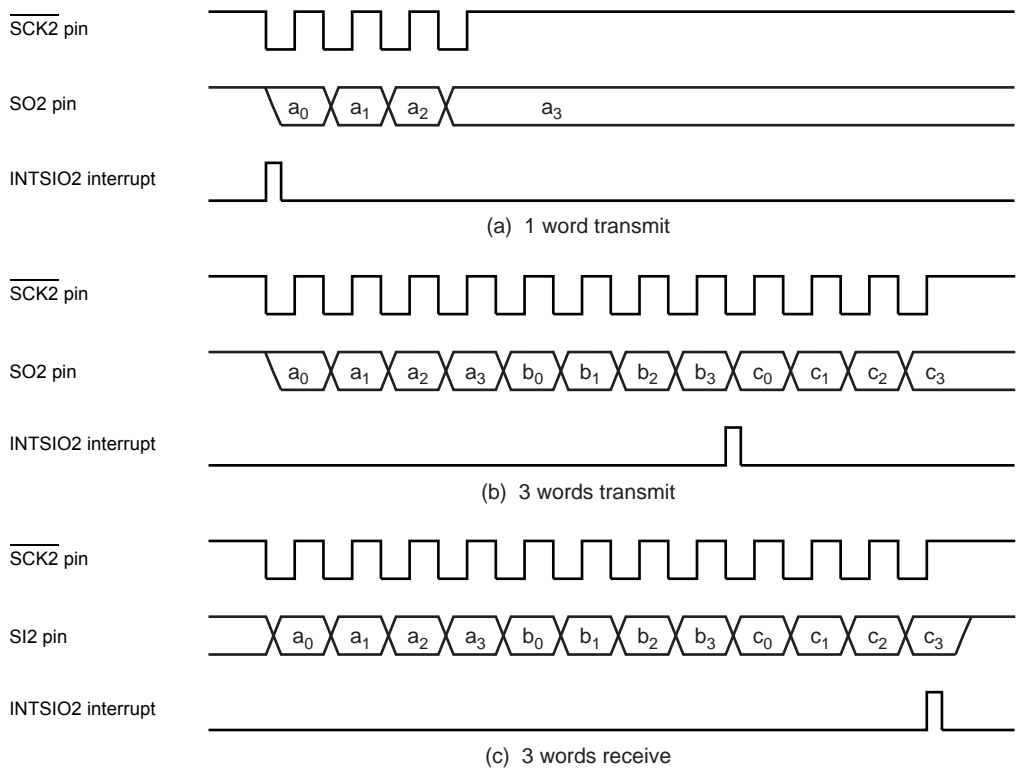 SCK2 pin
SO2 pin a0 a1 a2 a3
INTSIO2 interrupt
(a) 1 word transmit
SCK2 pin
SO2 pin a0 a1 a2 a3 b0 b1 b2 b3 c0 c1 c2 c3
INTSIO2 interrupt
(b) 3 words transmit
SCK2 pin
SI2 pin a0 a1 a2 a3 b0 b1 b2 b3 c0 c1 c2 c3
INTSIO2 interrupt
(c) 3 words receive